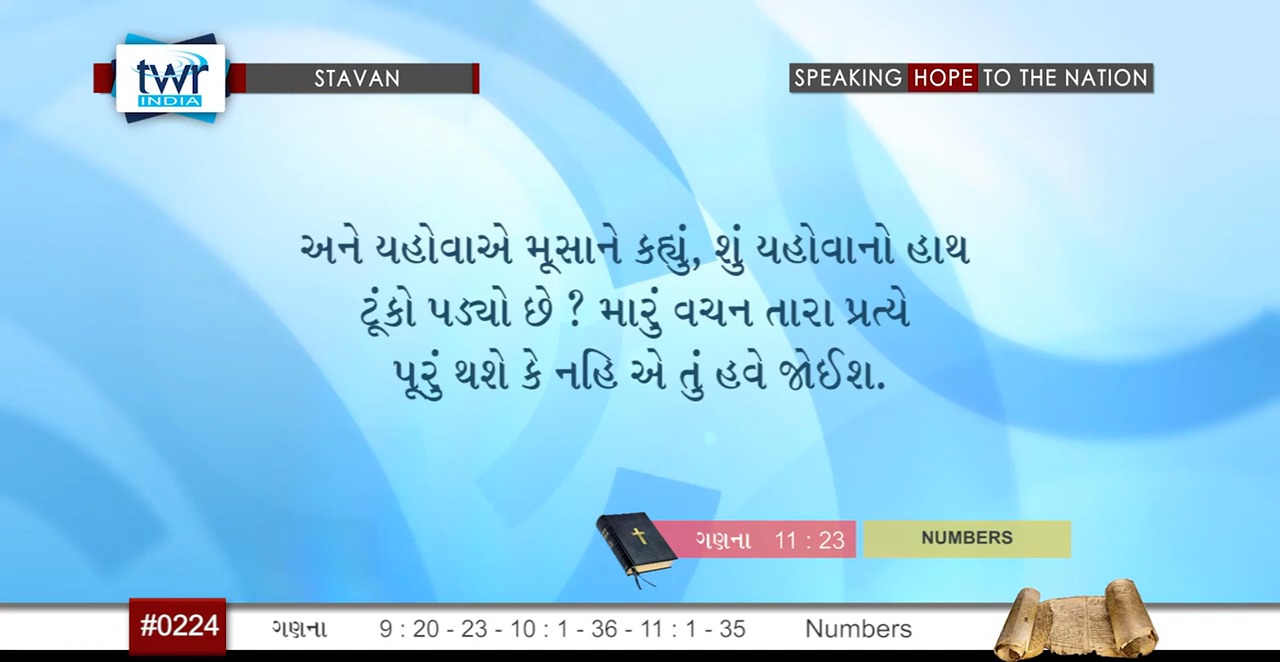 twr
INDIA
STAVAN
SPEAKING HOPE TO THE NATION
અને યહોવાએ મૂસાને કહ્યું, શું યહોવાનો હાથ
ટૂંકો પડ્યો છે ? મારું વચન તારા પ્રત્યે
પૂરું થશે કે નહિ એ તું હવે જોઈશ.
ગણના 11 : 23
NUMBERS
#0224 ગણના 9 : 20 - 23 - 10 : 1 - 36 - 11 : 1 - 35 Numbers